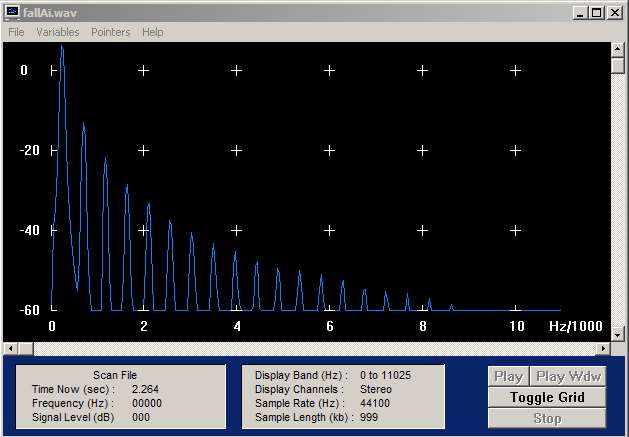 fallAi.wav
File Variables Pointers Help
0
-20
-40
-60
0 2 4 6 8 10 Hz/1000
Scan File
Time Now (sec) : 2.264
Frequency (Hz) : 00000
Signal Level (dB) 000
Display Band (Hz) : 0 to 11025
Display Channels : Stereo
Sample Rate (Hz) : 44100
Sample Length (kb) : 999
Play Play Wdw
Toggle Grid
Stop